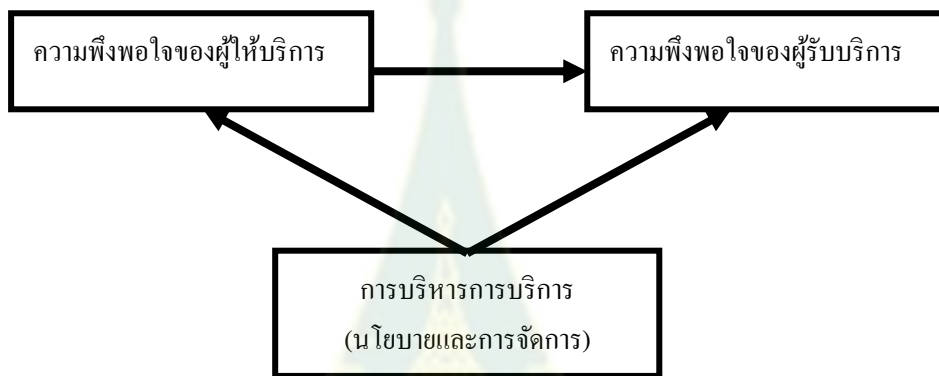 ความพึงพอใจของผู้ให้บริการ
ความพึงพอใจของผู้รับบริการ
การบริหารการบริการ
(นโยบายและการจัดการ)